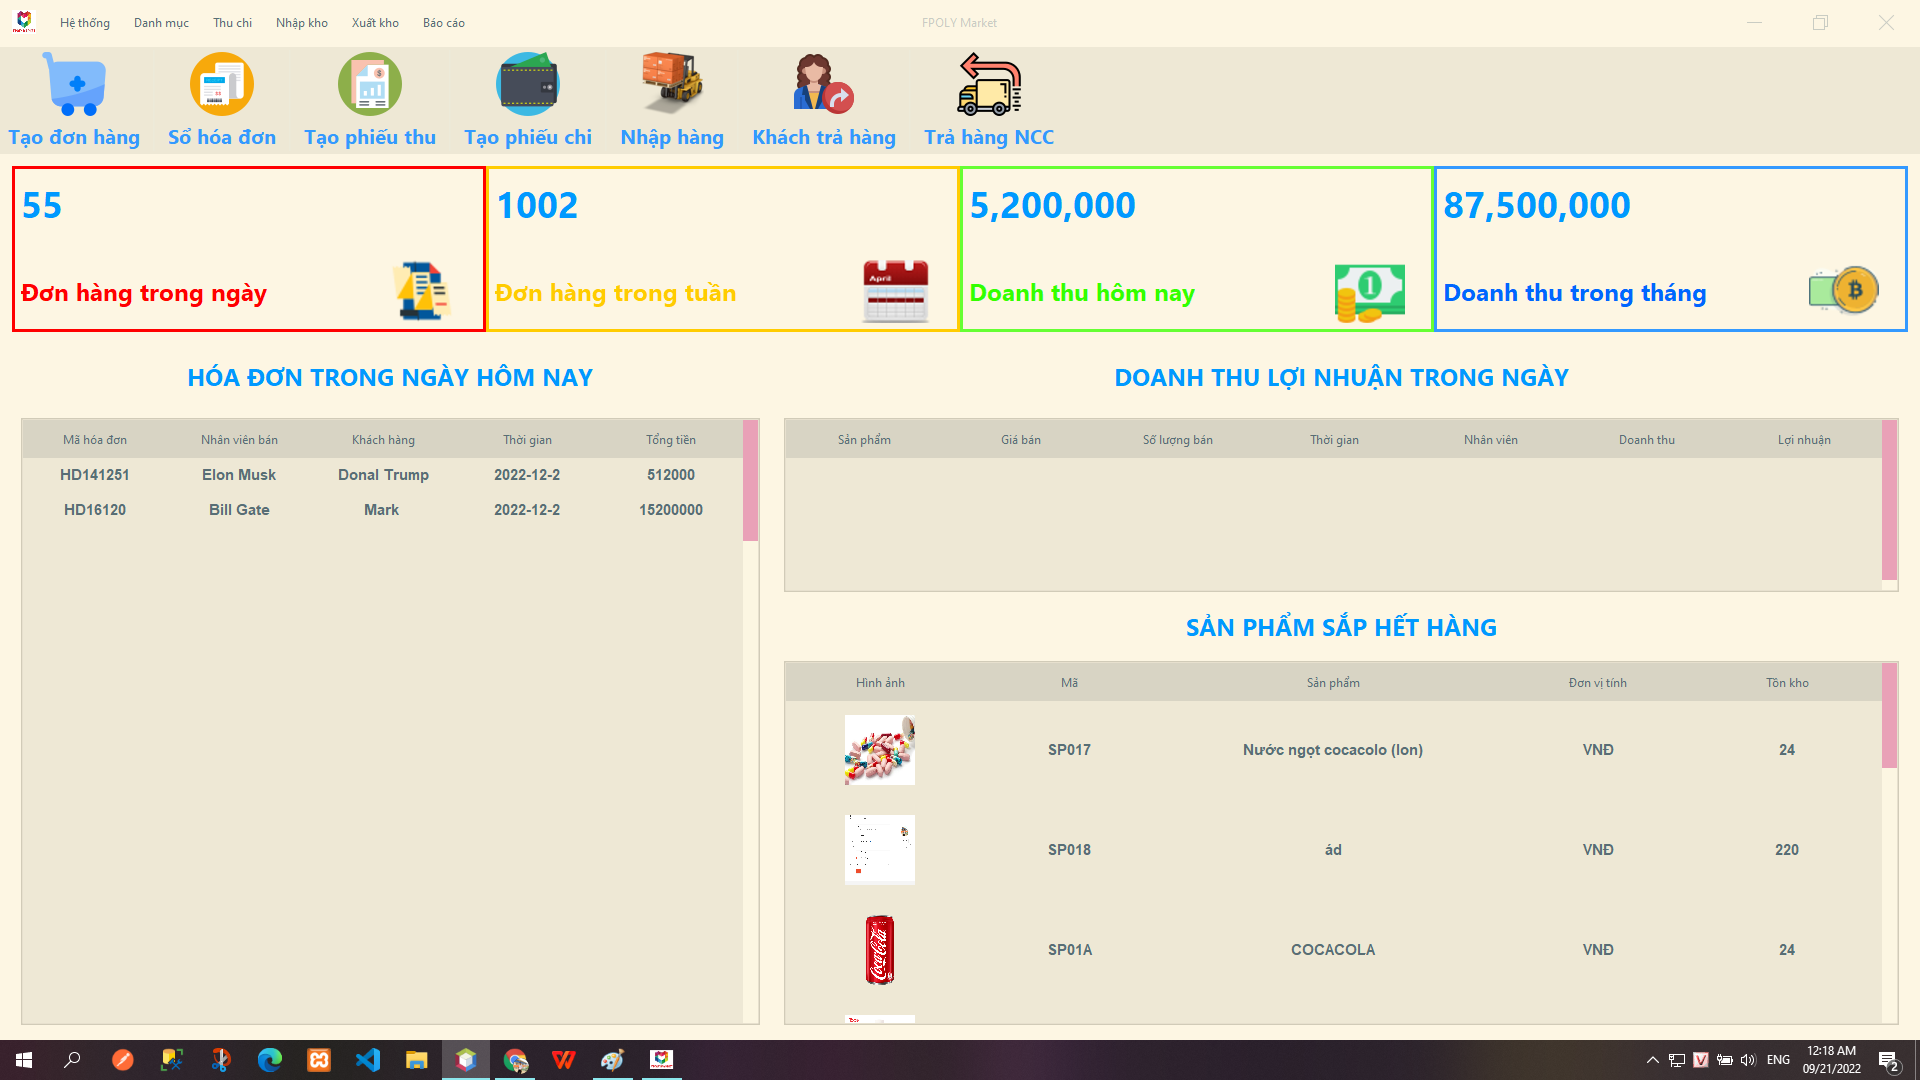 Hệ thống Danh mục Thu chi Nhập kho Xuất kho Báo cáo FPOLY Market
Tạo đơn hàng Sổ hóa đơn Tạo phiếu thu Tạo phiếu chi Nhập hàng Khách trả hàng Trả hàng NCC
55 1002 5,200,000 87,500,000
April
Đơn hàng trong ngày Đơn hàng trong tuần Doanh thu hôm nay Doanh thu trong tháng
HÓA ĐƠN TRONG NGÀY HÔM NAY
Mã hóa đơn Nhân viên bán Khách hàng Thời gian Tổng tiền
HD141251 Elon Musk Donal Trump 2022-12-2 512000
HD16120 Bill Gate Mark 2022-12-2 15200000
DOANH THU LỢI NHUẬN TRONG NGÀY
Sản phẩm Giá bán Số lượng bán Thời gian Nhân viên Doanh thu Lợi nhuận
SẢN PHẨM SẮP HẾT HÀNG
Hình ảnh Mã Sản phẩm Đơn vị tính Tồn kho
SP017 Nước ngọt cocacolo (lon) VNĐ 24
SP018 ád VNĐ 220
Coca-Cola
SP01A COCACOLA VNĐ 24
ENG 12:18 AM
09/21/2022 2